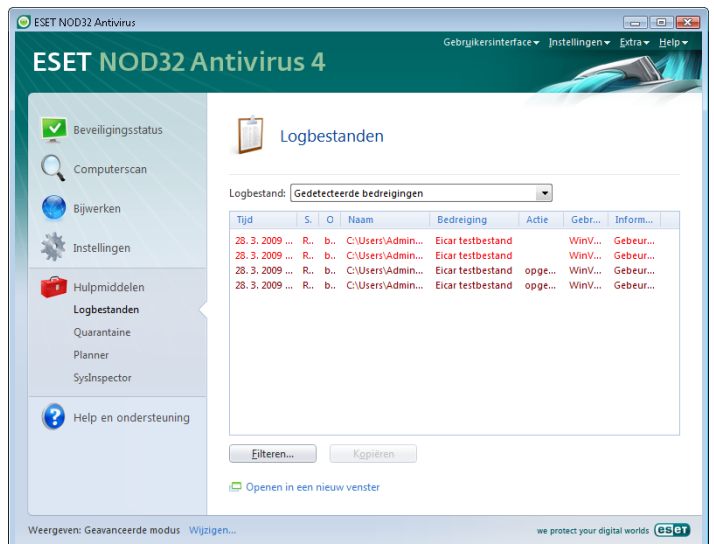 ESET NOD32 Antivirus
Gebruikersinterface Instellingen Extra Help
ESET NOD32 Antivirus 4
Beveiligingsstatus
Computerscan
Bijwerken
Instellingen
Hulpmiddelen
Logbestanden
Quarantaine
Planner
SysInspector
Help en ondersteuning
Logbestanden
Logbestand: Gedetecteerde bedreigingen
Tijd S. O Naam Bedreiging Actie Gebr... Inform...
28. 3. 2009 ... R.. b.. C:\Users\Admin... Eicar testbestand WinV... Gebeur...
28. 3. 2009 ... R.. b.. C:\Users\Admin... Eicar testbestand WinV... Gebeur...
28. 3. 2009 ... R.. b.. C:\Users\Admin... Eicar testbestand opge... WinV... Gebeur...
28. 3. 2009 ... R.. b.. C:\Users\Admin... Eicar testbestand opge... WinV... Gebeur...
Filteren... Kopiëren
Openen in een nieuw venster
Weergeven: Geavanceerde modus Wijzigen...
we protect your digital worlds eseT